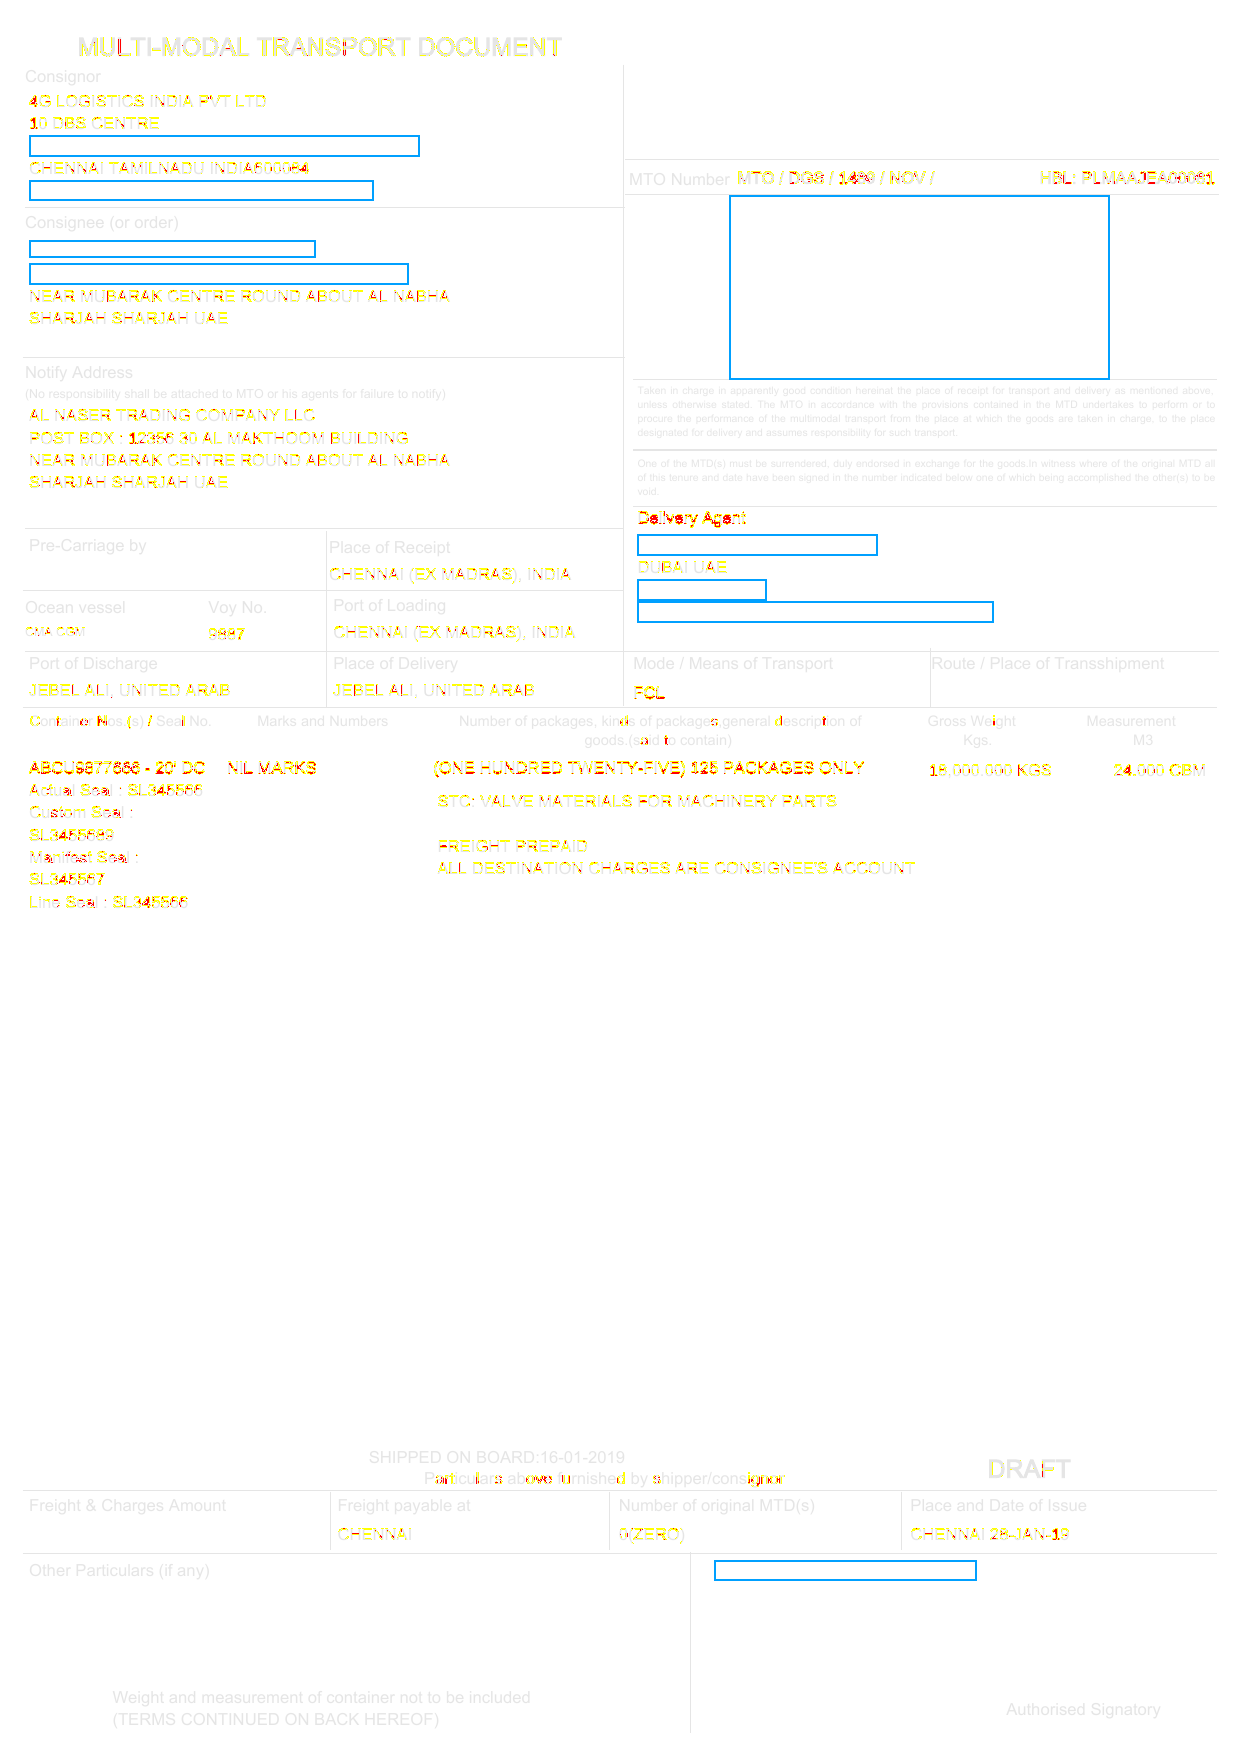 MULTI-MODAL TRANSPORT DOCUMENT
Consignor
4G LOGISTICS INDIA PVT LTD
10 DBS CENTRE
CHENNAI TAMILNADU
MTO Number MTO / DGS / / NOV /
HBL:
Consignee (or order)
NEAR MUBARAK CENTRE ROUND ABOUT AL NABHA
SHARJAH SHARJAH UAE
Notify Address
(No responsibility shall be attached to MTO or his agents for failure to notify)
AL NASER TRADING COMPANY LLC
POST BOX : AL MAKTHOOM BUILDING
NEAR MUBARAK CENTRE ROUND ABOUT AL NABHA
SHARJAH SHARJAH UAE
Taken in charge in apparently good condition hereinat the place of receipt for transport and delivery as mentioned above,
unless otherwise stated. The MTO in accordance with the provisions contained in the MTD undertakes to perform or to
procure the performance of the multimodal transport from the place at which the goods are taken in charge, to the place
designated for delivery and assumes responsibility for such transport.
One of the MTD(s) must be surrendered, duly endorsed in exchange for the goods.In witness where of the original MTO all
of this tenure and date have been signed in the number indicated below one of which being accomplished the other(s) to be
void.
Delivery Agent
DUBAI UAE
Pre-Carriage by
Place of Receipt
CHENNAI (EX MADRAS), INDIA
Ocean vessel
Voy No.
Port of Loading
CMA CGM
CHENNAI (EX MADRAS), INDIA
Port of Discharge
Place of Delivery
Mode / Means of Transport
Route / Place of Transshipment
JEBEL ALI, UNITED ARAB
JEBEL ALI, UNITED ARAB
FCL
Container Nos.(s) / Seal No.
Marks and Numbers
Number of packages, kinds of packages,general description of
goods.(said to contain)
Gross Weight
Kgs.
Measurement
M3
20' DC
NIL MARKS
(ONE HUNDRED TWENTY-FIVE) 125 PACKAGES ONLY
KGS
24.000 CBM
Actual Seal :
Custom Seal :
Manifest Seal :
Line Seal :
STC: VALVE MATERIALS FOR MACHINERY PARTS
FREIGHT PREPAID
ALL DESTINATION CHARGES ARE CONSIGNEE'S ACCOUNT
SHIPPED ON BOARD:16-01-2019
Particulars above furnished by shipper/consignor
DRAFT
Freight & Charges Amount
Freight payable at
Number of original MTD(s)
Place and Date of Issue
CHENNAI
0(ZERO)
CHENNAI
Other Particulars (if any)
Weight and measurement of container not to be included
(TERMS CONTINUED ON BACK HEREOF)
Authorised Signatory